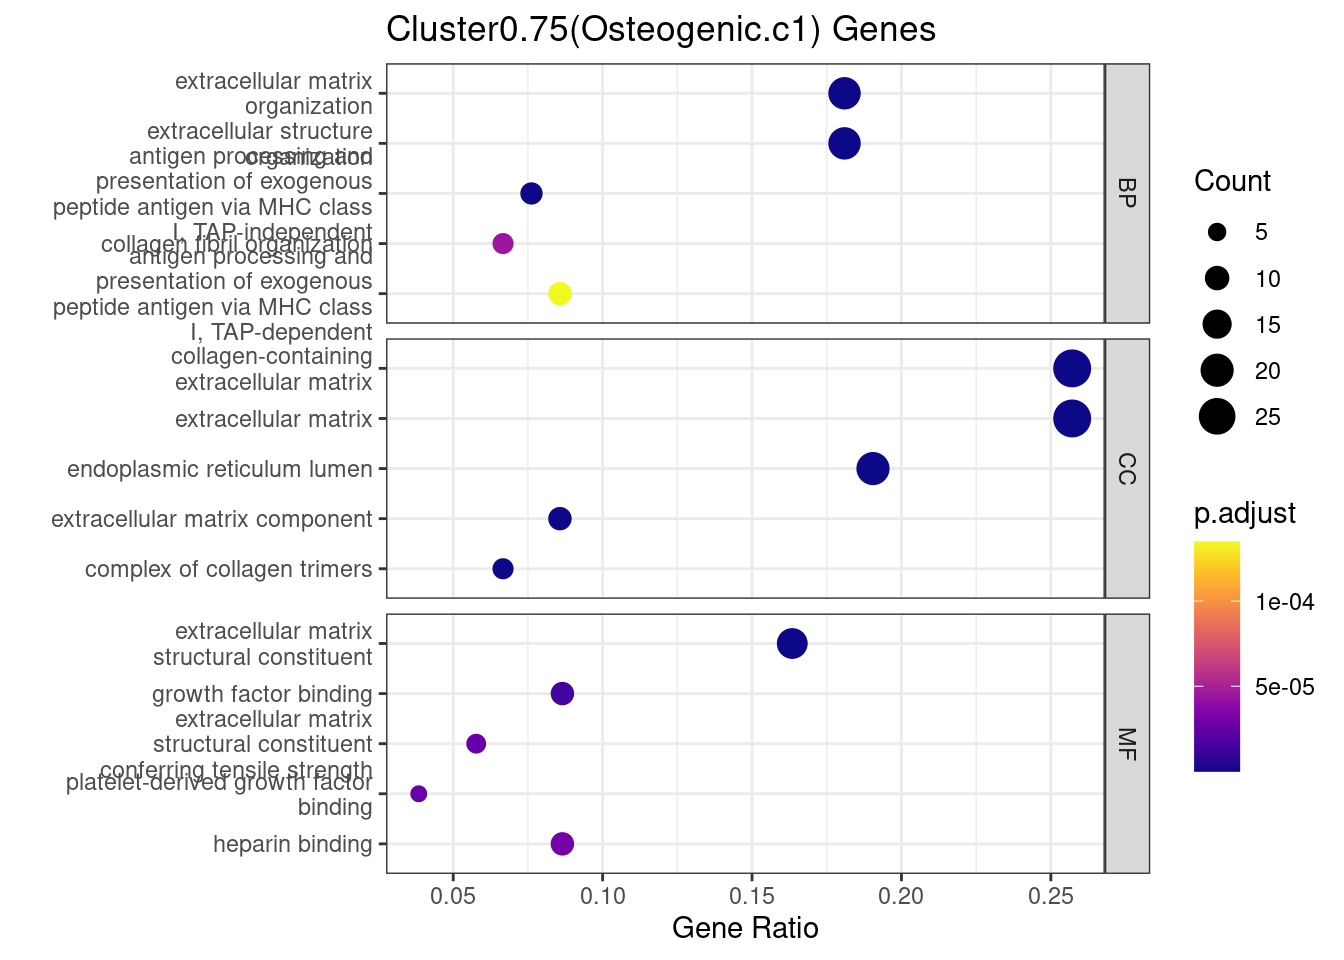 Cluster0.75(Osteogenic.c1) Genes
extracellular matrix
organization
extracellular structure
organization
antigen processing and
presentation of exogenous
peptide antigen via MHC class
I, TAP-independent
collagen fibril organization
antigen processing and
presentation of exogenous
peptide antigen via MHC class
I, TAP-dependent
BP
collagen-containing
extracellular matrix
extracellular matrix
endoplasmic reticulum lumen
extracellular matrix component
complex of collagen trimers
CC
extracellular matrix
structural constituent
growth factor binding
extracellular matrix
structural constituent
conferring tensile strength
platelet-derived growth factor
binding
heparin binding
MF
0.05
0.10
0.15
0.20
0.25
Gene Ratio
Count
5
10
15
20
25
p.adjust
1e-04
5e-05